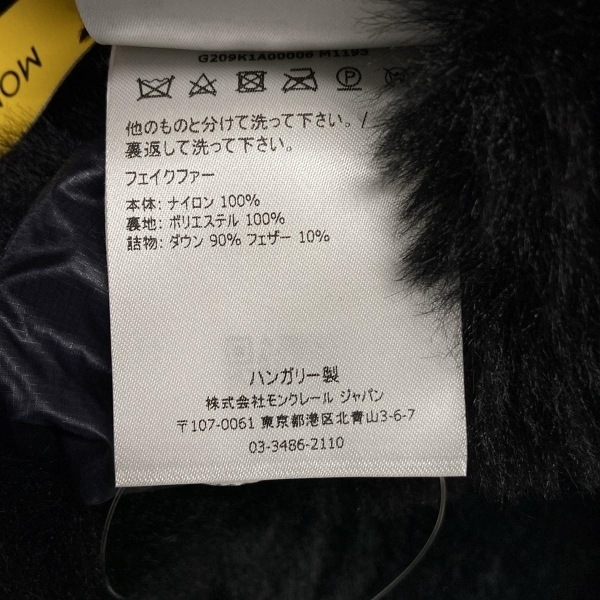 G209K1A00006 M1195
MON
他のものと分けて洗って下さい。/
裏返して洗って下さい。
フェイクファー
本体: ナイロン 100%
裏地: ポリエステル 100%
詰物: ダウン 90% フェザー 10%
ハンガリー製
株式会社モンクレール ジャパン
〒107-0061 東京都港区北青山3-6-7
03-3486-2110